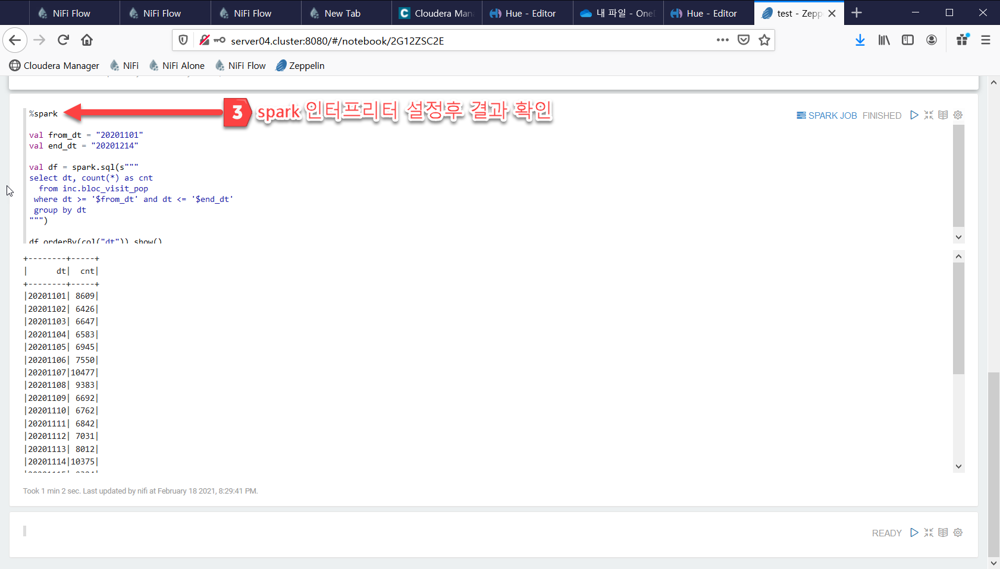 NiFi Flow
NiFi Flow
NiFi Flow
New Tab
Cloudera Man
Hue - Editor
내 파일 - One
Hue - Editor
test - Zepp
server04.cluster:8080/#/notebook/2G12ZSC2E
Cloudera Manager
NiFi
NiFi Alone
NiFi Flow
Zeppelin
%spark
3 spark 인터프리터 설정후 결과 확인
SPARK JOB FINISHED
val from_dt = "20201101"
val end_dt = "20201214"
val df = spark.sql(s"""
select dt, count(*) as cnt
from inc.bloc_visit_pop
where dt >= '$from_dt' and dt <= '$end_dt'
group by dt
""")
df.orderBy(col("dt")).show()
+--------+-----+
| dt| cnt|
+--------+-----+
|20201101| 8609|
|20201102| 6426|
|20201103| 6647|
|20201104| 6583|
|20201105| 6945|
|20201106| 7550|
|20201107|10477|
|20201108| 9383|
|20201109| 6692|
|20201110| 6762|
|20201111| 6842|
|20201112| 7031|
|20201113| 8012|
|20201114|10375|
Took 1 min 2 sec. Last updated by nifi at February 18 2021, 8:29:41 PM.
READY